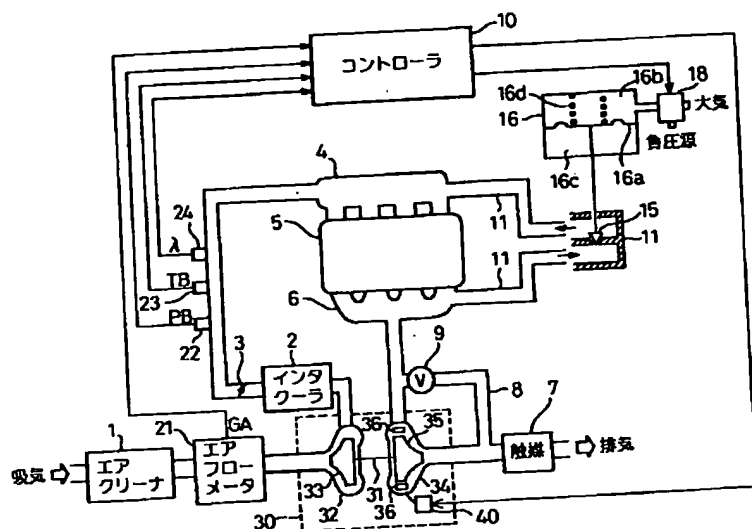 10
コントローラ
16b
18
16d
16
大気
負圧源
16c
16a
4
5
11
15
11
24
λ
TB
23
PB
22
6
11
9
V
3
2
インタ
クーラ
8
7
触媒
排気
36
35
1
21
GA
吸気
エア
クリーナ
エア
フロー
メータ
33
32
31
36
34
30
40